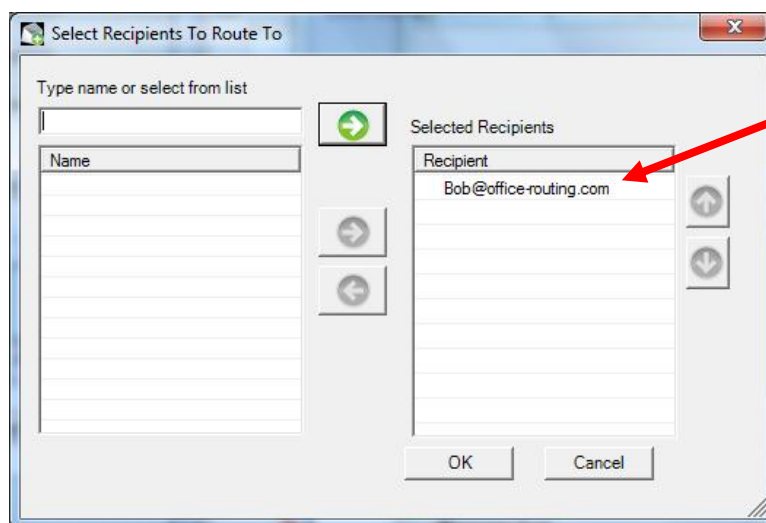 Select Recipients To Route To
Type name or select from list
Selected Recipients
Name
Recipient
Bob@office-routing.com
OK
Cancel